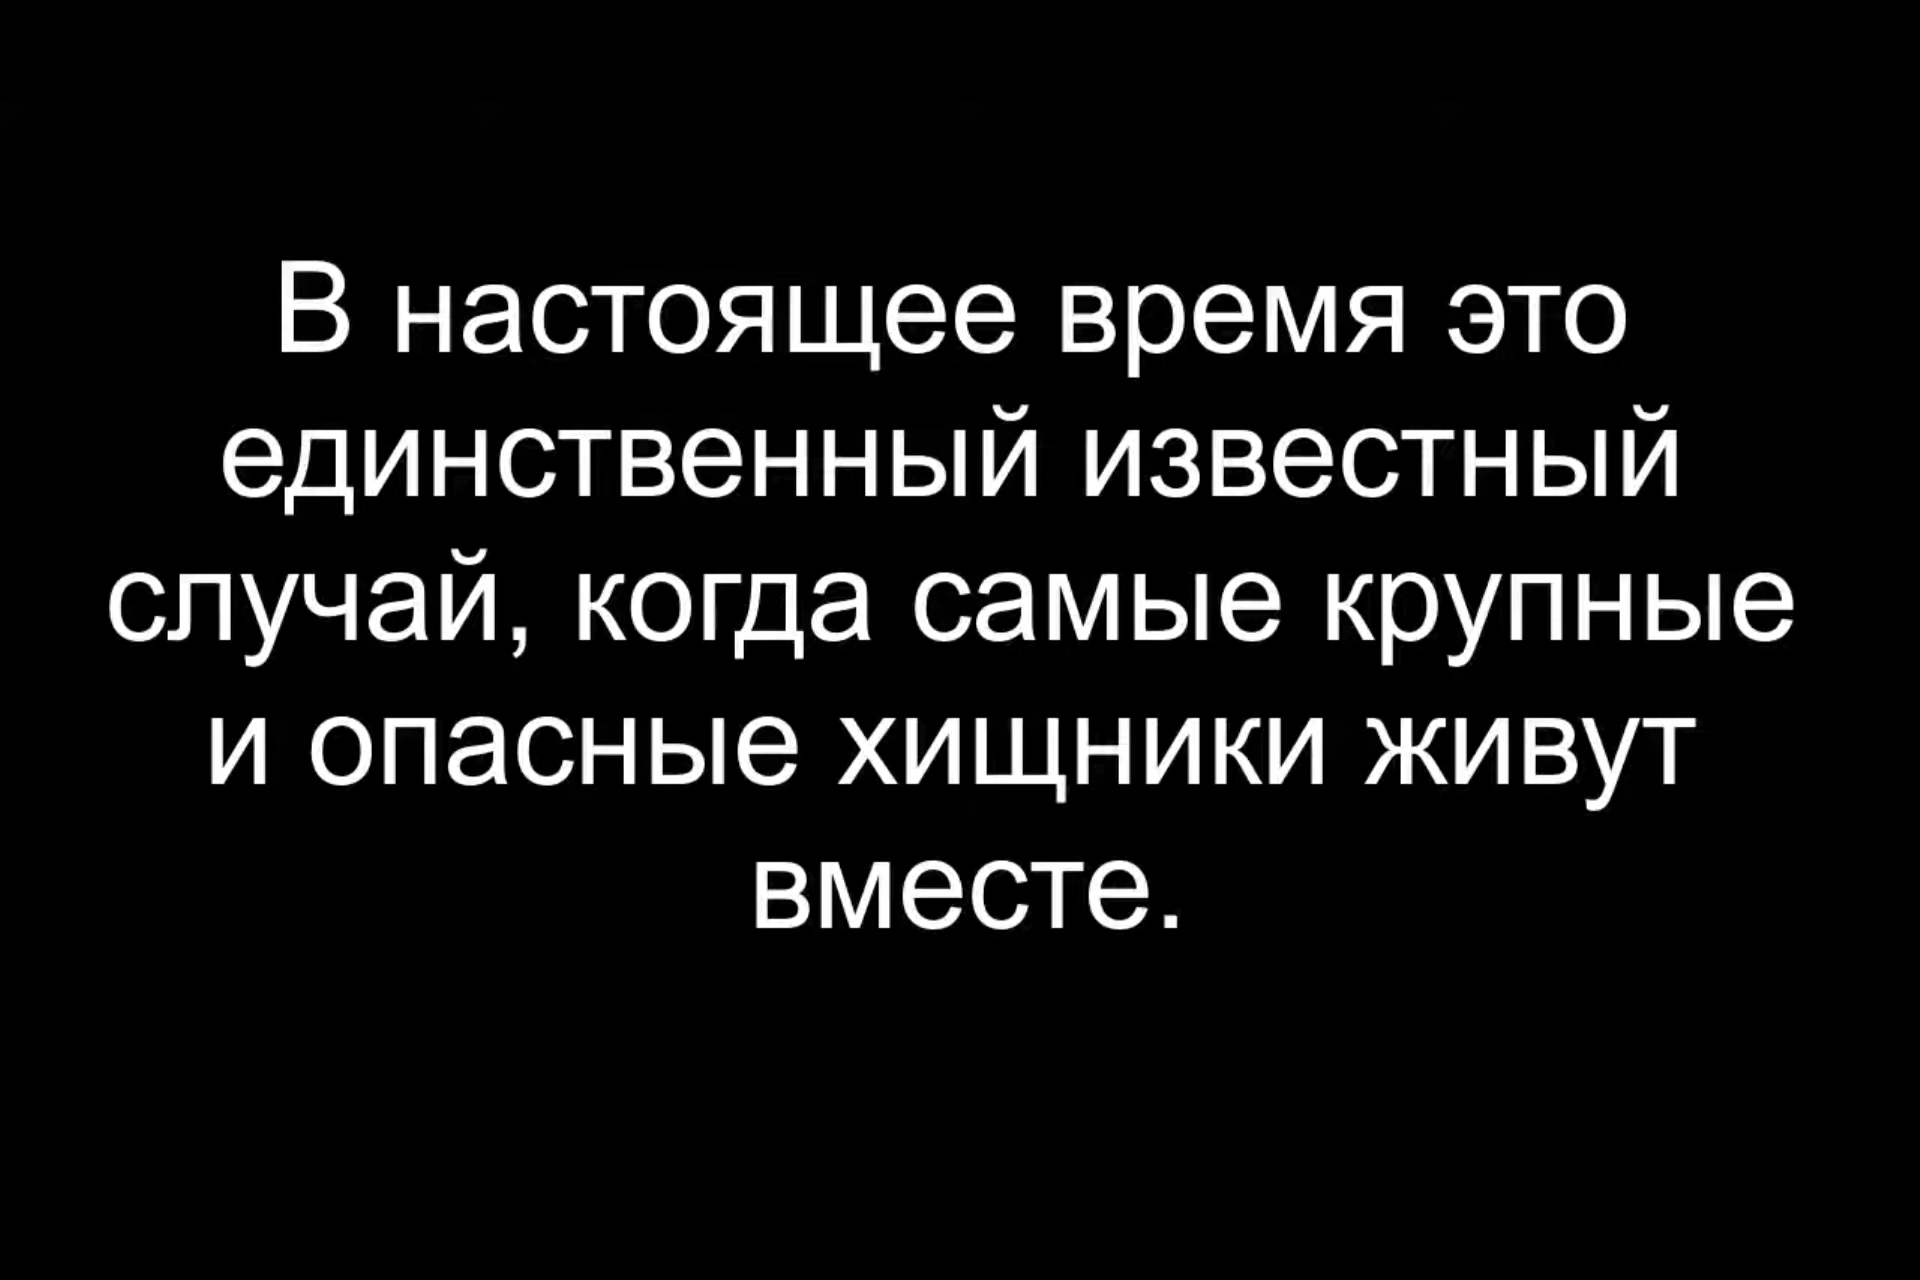 В настоящее время это
единственный известный
случай, когда самые крупные
и опасные хищники живут
вместе.